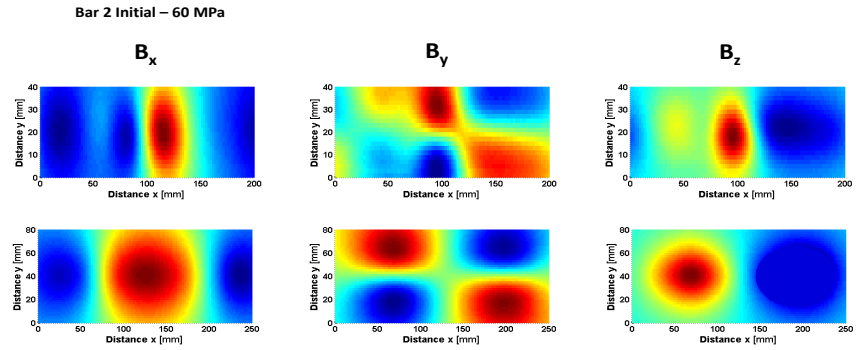 Bar 2 Initial – 60 MPa
Bx By Bz
40 40 40
30 30 30
20 20 20
10 10 10
0 0 0
0 50 100 150 200 0 50 100 150 200 0 50 100 150 200
Distance y [mm] Distance y [mm] Distance y [mm]
Distance x [mm] Distance x [mm] Distance x [mm]
80 80 80
60 60 60
40 40 40
20 20 20
0 0 0
0 50 100 150 200 250 0 50 100 150 200 250 0 50 100 150 200 250
Distance y [mm] Distance y [mm] Distance y [mm]
Distance x [mm] Distance x [mm] Distance x [mm]